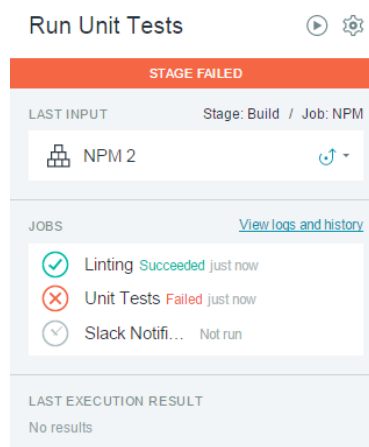 Run Unit Tests
STAGE FAILED
LAST INPUT Stage: Build / Job: NPM
NPM 2
JOBS View logs and history
Linting Succeeded just now
Unit Tests Failed just now
Slack Notifi... Not run
LAST EXECUTION RESULT
No results